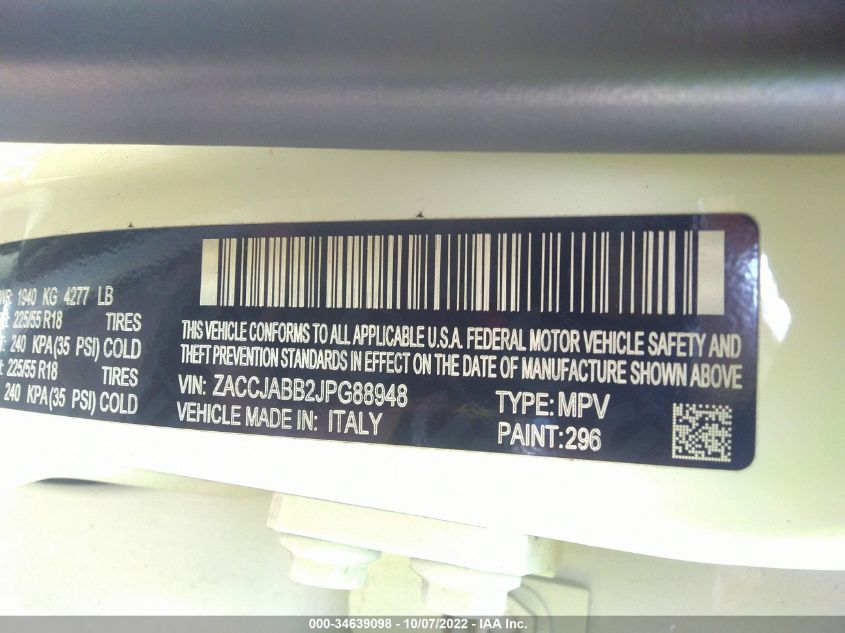 1940 KG 4277 LB
225/55 R18 TIRES
240 KPA(35 PSI) COLD
225/55 R18 TIRES
240 KPA(35 PSI) COLD
THIS VEHICLE CONFORMS TO ALL APPLICABLE U.S.A. FEDERAL MOTOR VEHICLE SAFETY AND
THEFT PREVENTION STANDARDS IN EFFECT ON THE DATE OF MANUFACTURE SHOWN ABOVE
VIN: ZACCJABB2JPG88948
TYPE: MPV
VEHICLE MADE IN: ITALY
PAINT: 296
000-34639098 - 10/07/2022 - IAA Inc.